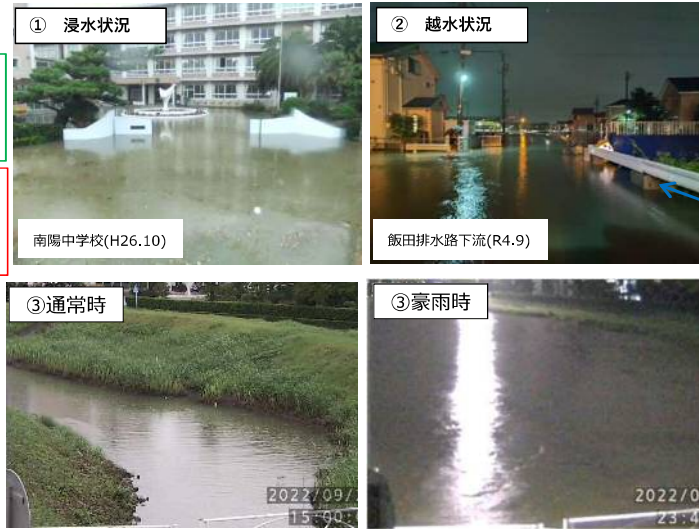 ① 浸水状況
② 越水状況
南陽中学校(H26.10)
飯田排水路下流(R4.9)
③通常時
③豪雨時
2022/09/
15:00:
2022/0
23:4